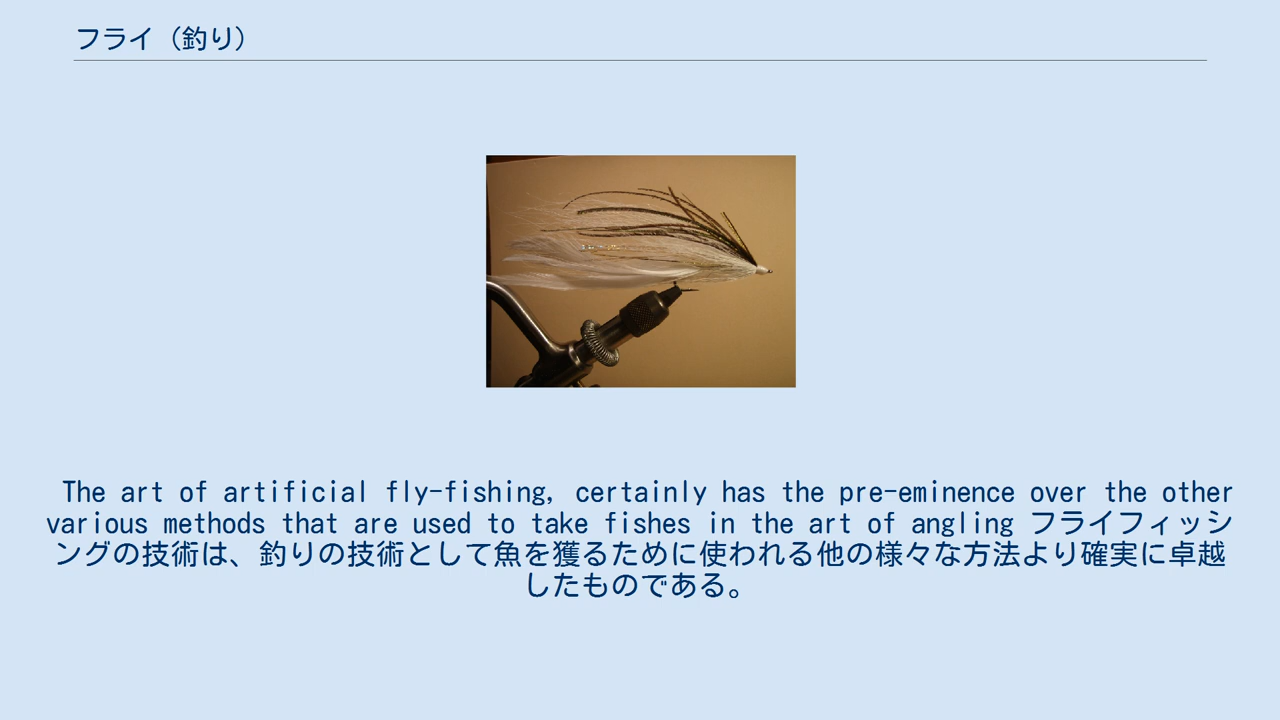 フライ（釣り）
The art of artificial fly-fishing, certainly has the pre-eminence over the other
various methods that are used to take fishes in the art of angling フライフィッシ
ングの技術は、釣りの技術として魚を獲るために使われる他の様々な方法より確実に卓越
したものである。